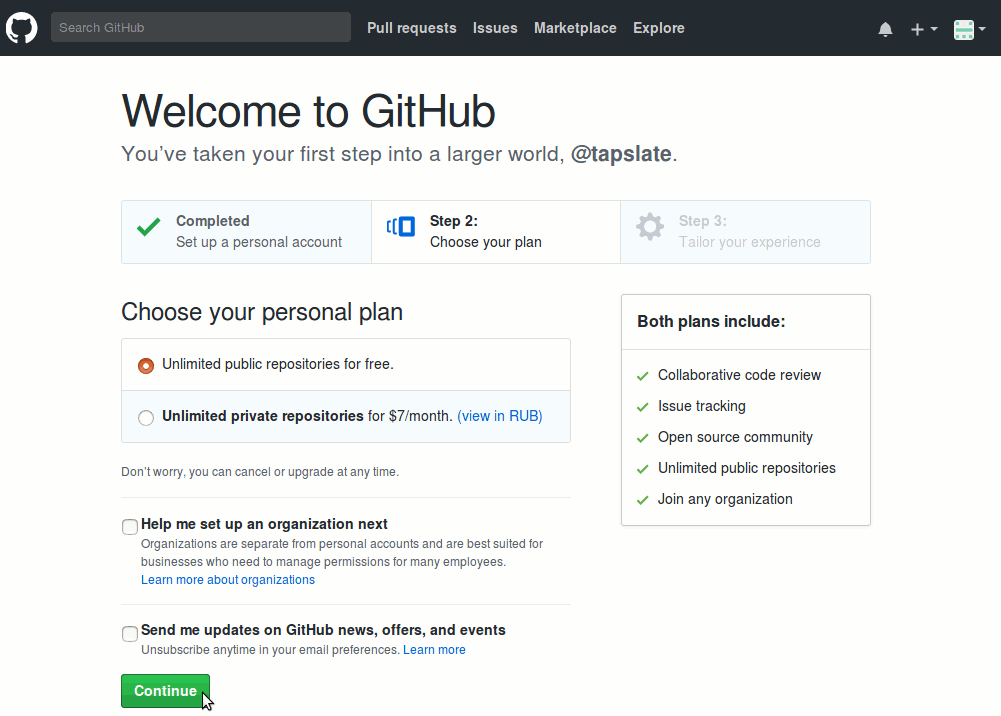 Search GitHub Pull requests Issues Marketplace Explore
Welcome to GitHub
You’ve taken your first step into a larger world, @tapslate.
Completed
Set up a personal account
Step 2:
Choose your plan
Step 3:
Tailor your experience
Choose your personal plan
Unlimited public repositories for free.
Unlimited private repositories for $7/month. (view in RUB)
Don’t worry, you can cancel or upgrade at any time.
Help me set up an organization next
Organizations are separate from personal accounts and are best suited for
businesses who need to manage permissions for many employees.
Learn more about organizations
Send me updates on GitHub news, offers, and events
Unsubscribe anytime in your email preferences. Learn more
Continue
Both plans include:
Collaborative code review
Issue tracking
Open source community
Unlimited public repositories
Join any organization